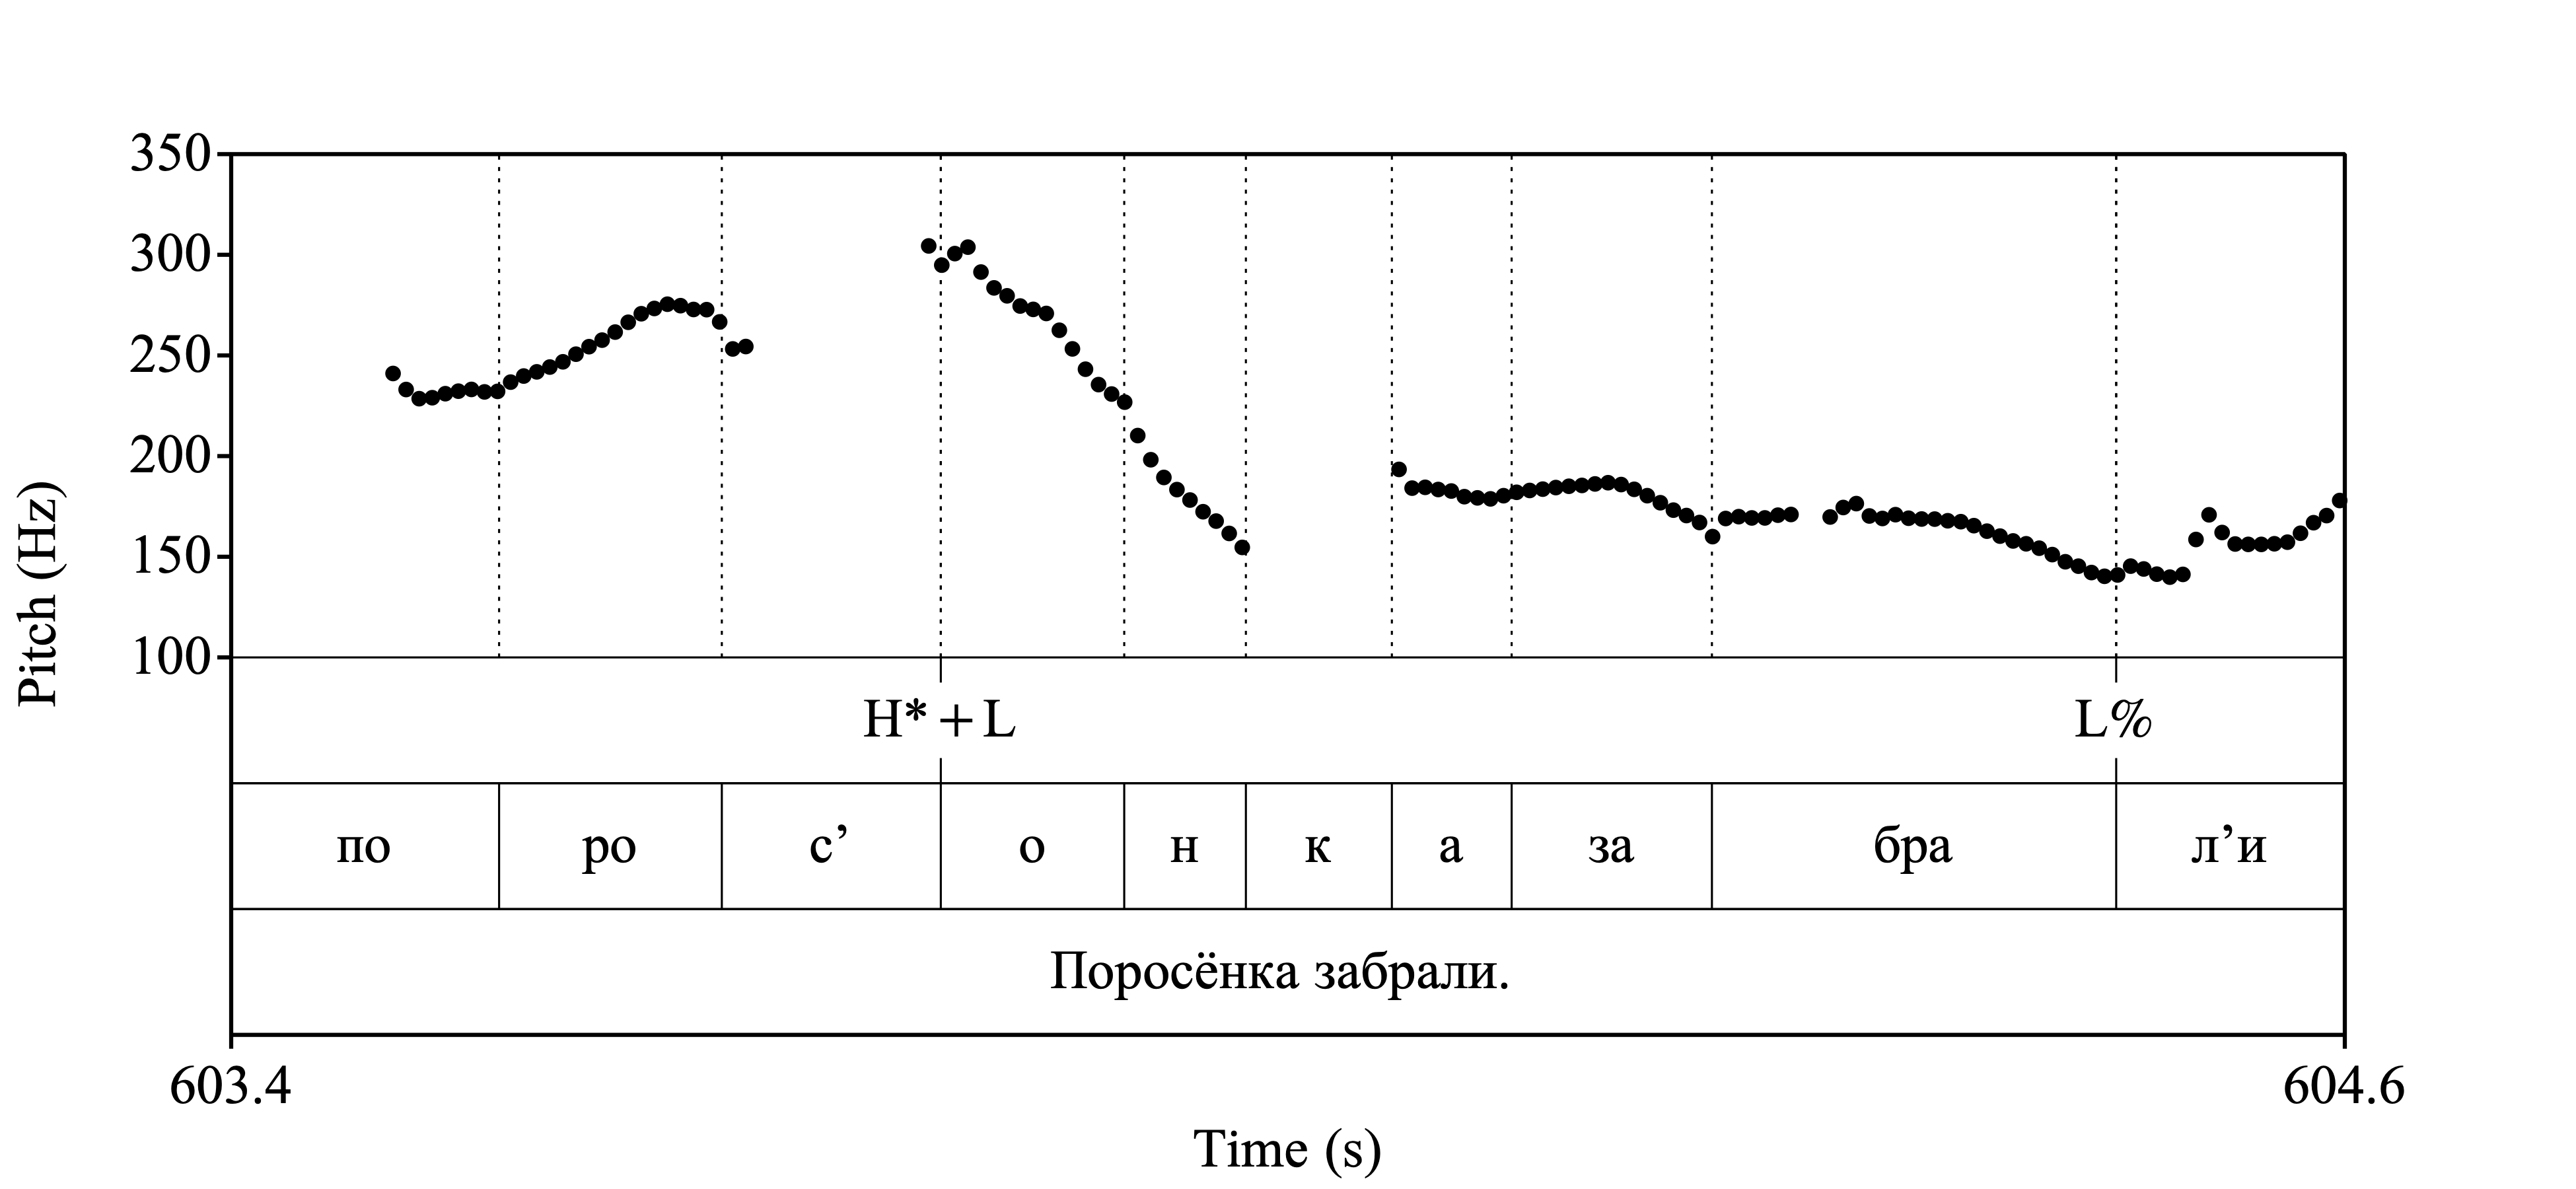 350
300
250
200
150
100
Pitch (Hz)
H* + L L%
по ро с’ о н к а за бра л’и
Поросёнка забрали.
603.4 604.6
Time (s)